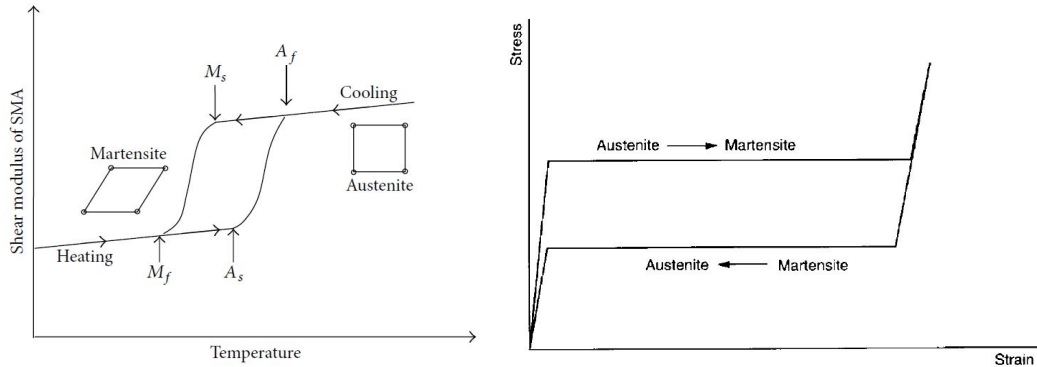 Shear modulus of SMA
M_s
A_f
Cooling
Martensite
Austenite
Heating
M_f
A_s
Temperature
Stress
Austenite → Martensite
Austenite ← Martensite
Strain